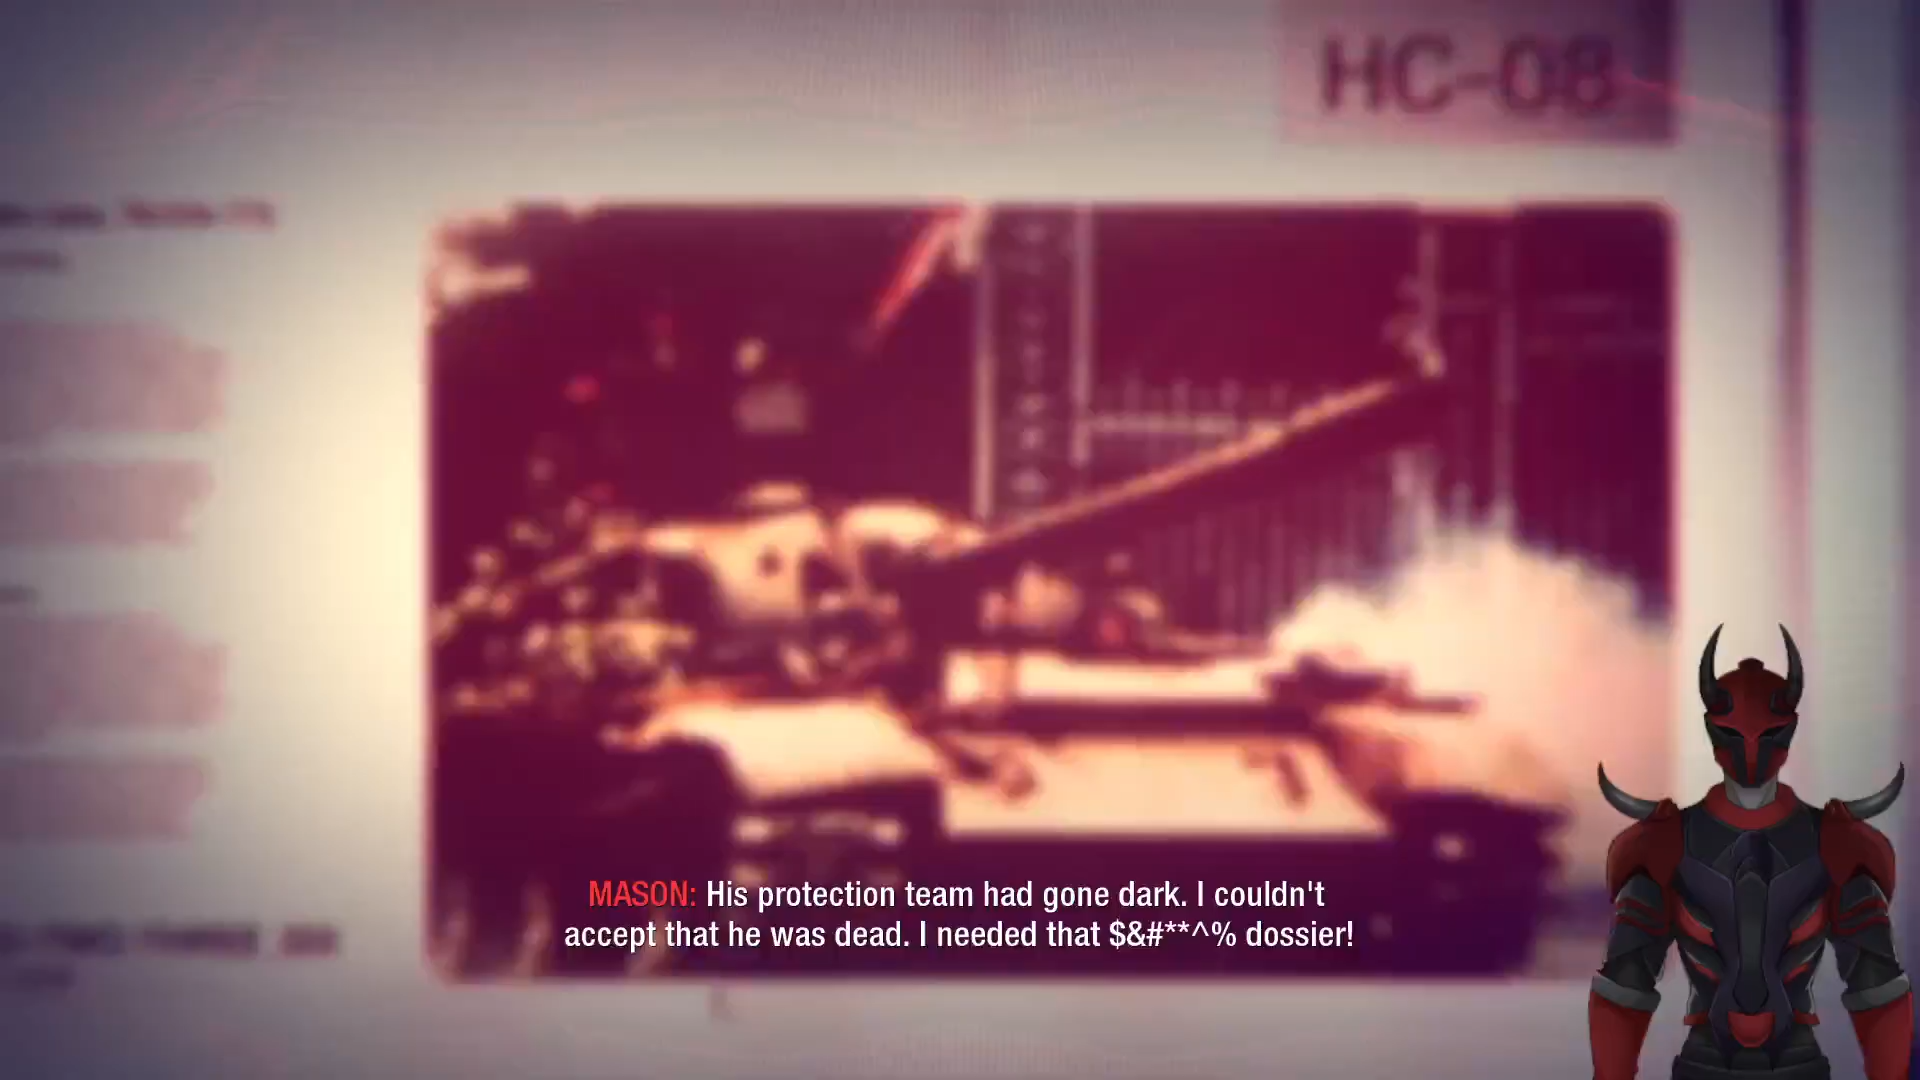 HC-08
MASON: His protection team had gone dark. I couldn't
accept that he was dead. I needed that $&#**^% dossier!